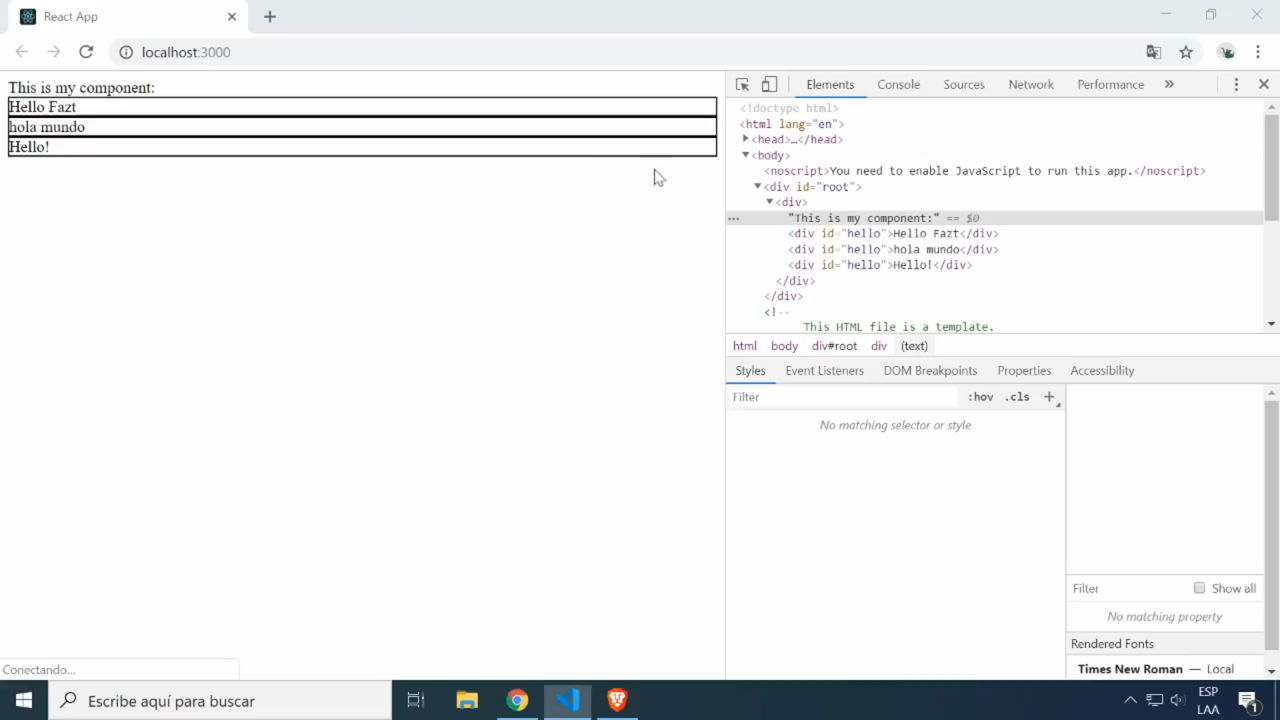 React App
localhost:3000
This is my component:
Hello Fazt
hola mundo
Hello!
Conectando...
Elements Console Sources Network Performance
<!doctype html>
<html lang="en">
<head>…</head>
<body>
<noscript>You need to enable JavaScript to run this app.</noscript>
<div id="root">
<div>
"This is my component:" == $0
<div id="hello">Hello Fazt</div>
<div id="hello">hola mundo</div>
<div id="hello">Hello!</div>
</div>
</div>
<!--
This HTML file is a template.
html body div#root div (text)
Styles Event Listeners DOM Breakpoints Properties Accessibility
Filter :hov .cls
No matching selector or style
Filter Show all
No matching property
Rendered Fonts
Times New Roman — Local
Escribe aquí para buscar
ESP
LAA
1